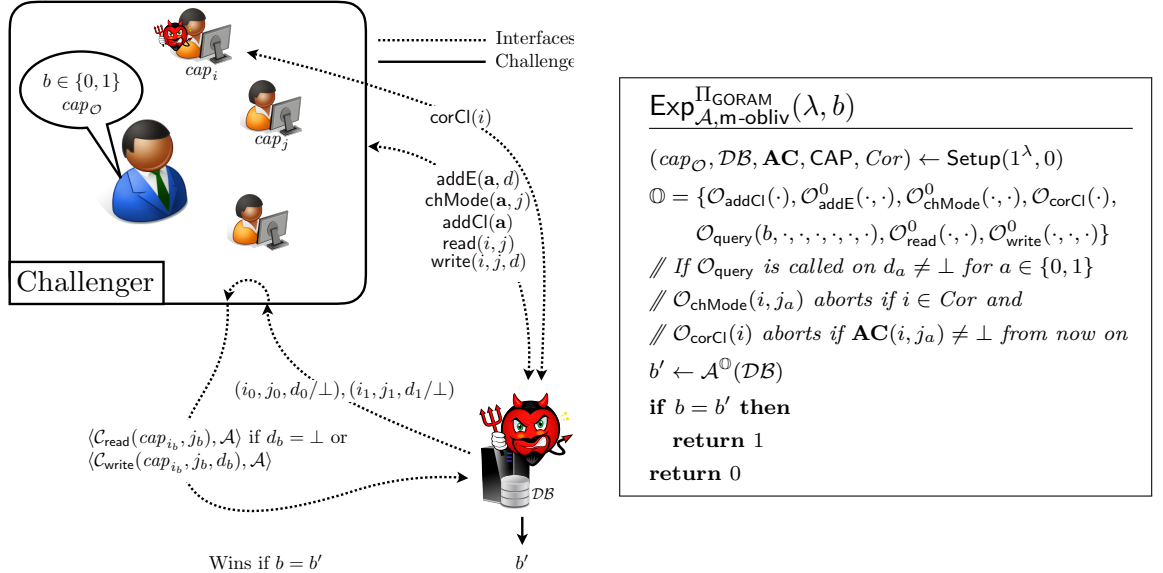 Interfaces
Challenge
cap_i
b ∈ {0, 1}
cap_𝒪
cap_j
corCl(i)
addE(𝐚, d)
chMode(𝐚, j)
addCl(𝐚)
read(i, j)
write(i, j, d)
Challenger
(i_0, j_0, d_0/⊥), (i_1, j_1, d_1/⊥)
⟨𝒞_read(cap_{i_b}, j_b), 𝒜⟩ if d_b = ⊥ or
⟨𝒞_write(cap_{i_b}, j_b, d_b), 𝒜⟩
𝒟ℬ
Wins if b = b′
b′
Exp^{Π_GORAM}_{𝒜,m-obliv}(λ, b)
(cap_𝒪, 𝒟ℬ, 𝐀𝐂, CAP, Cor) ← Setup(1^λ, 0)
𝕆 = {𝒪_addCl(·), 𝒪^0_addE(·, ·), 𝒪^0_chMode(·, ·), 𝒪_corCl(·),
𝒪_query(b, ·, ·, ·, ·, ·, ·), 𝒪^0_read(·, ·), 𝒪^0_write(·, ·, ·)}
// If 𝒪_query is called on d_a ≠ ⊥ for a ∈ {0, 1}
// 𝒪_chMode(i, j_a) aborts if i ∈ Cor and
// 𝒪_corCl(i) aborts if 𝐀𝐂(i, j_a) ≠ ⊥ from now on
b′ ← 𝒜^𝕆(𝒟ℬ)
if b = b′ then
return 1
return 0